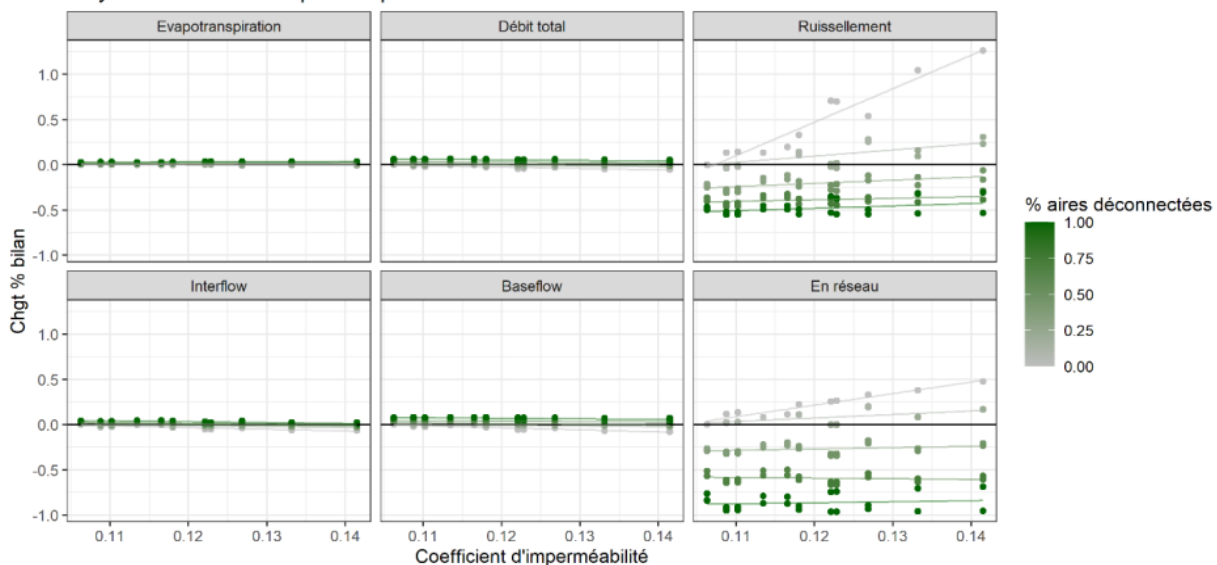 Evapotranspiration
Débit total
Ruissellement
1.0
0.5
0.0
-0.5
-1.0
Interflow
Baseflow
En réseau
1.0
0.5
0.0
-0.5
-1.0
0.11 0.12 0.13 0.14
0.11 0.12 0.13 0.14
0.11 0.12 0.13 0.14
Chgt % bilan
Coefficient d'imperméabilité
% aires déconnectées
1.00
0.75
0.50
0.25
0.00